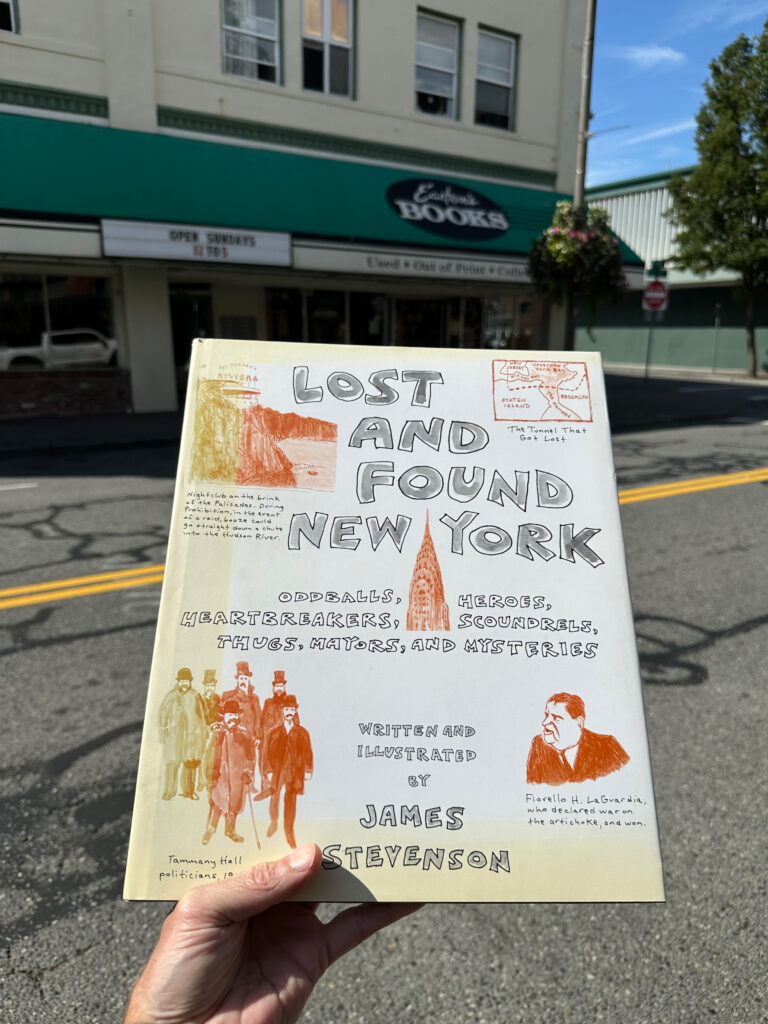 Easton's
BOOKS
OPEN SUNDAYS
12 TO 5
Used • Out of Print •
RIVIERA
Nightclub on the brink
of the Palisades. During
Prohibition, in the event
of a raid, booze could
go straight down a chute
into the Hudson River.
LOST
AND
FOUND
NEW YORK
NEW
JERSEY
STATEN
ISLAND
BROOKLYN
The Tunnel That
Got Lost
ODDBALLS, HEROES,
HEARTBREAKERS, SCOUNDRELS,
THUGS, MAYORS, AND MYSTERIES
WRITTEN AND
ILLUSTRATED
BY
JAMES
STEVENSON
Fiorello H. LaGuardia,
who declared war on
the artichoke, and won.
Tammany Hall
politicians,